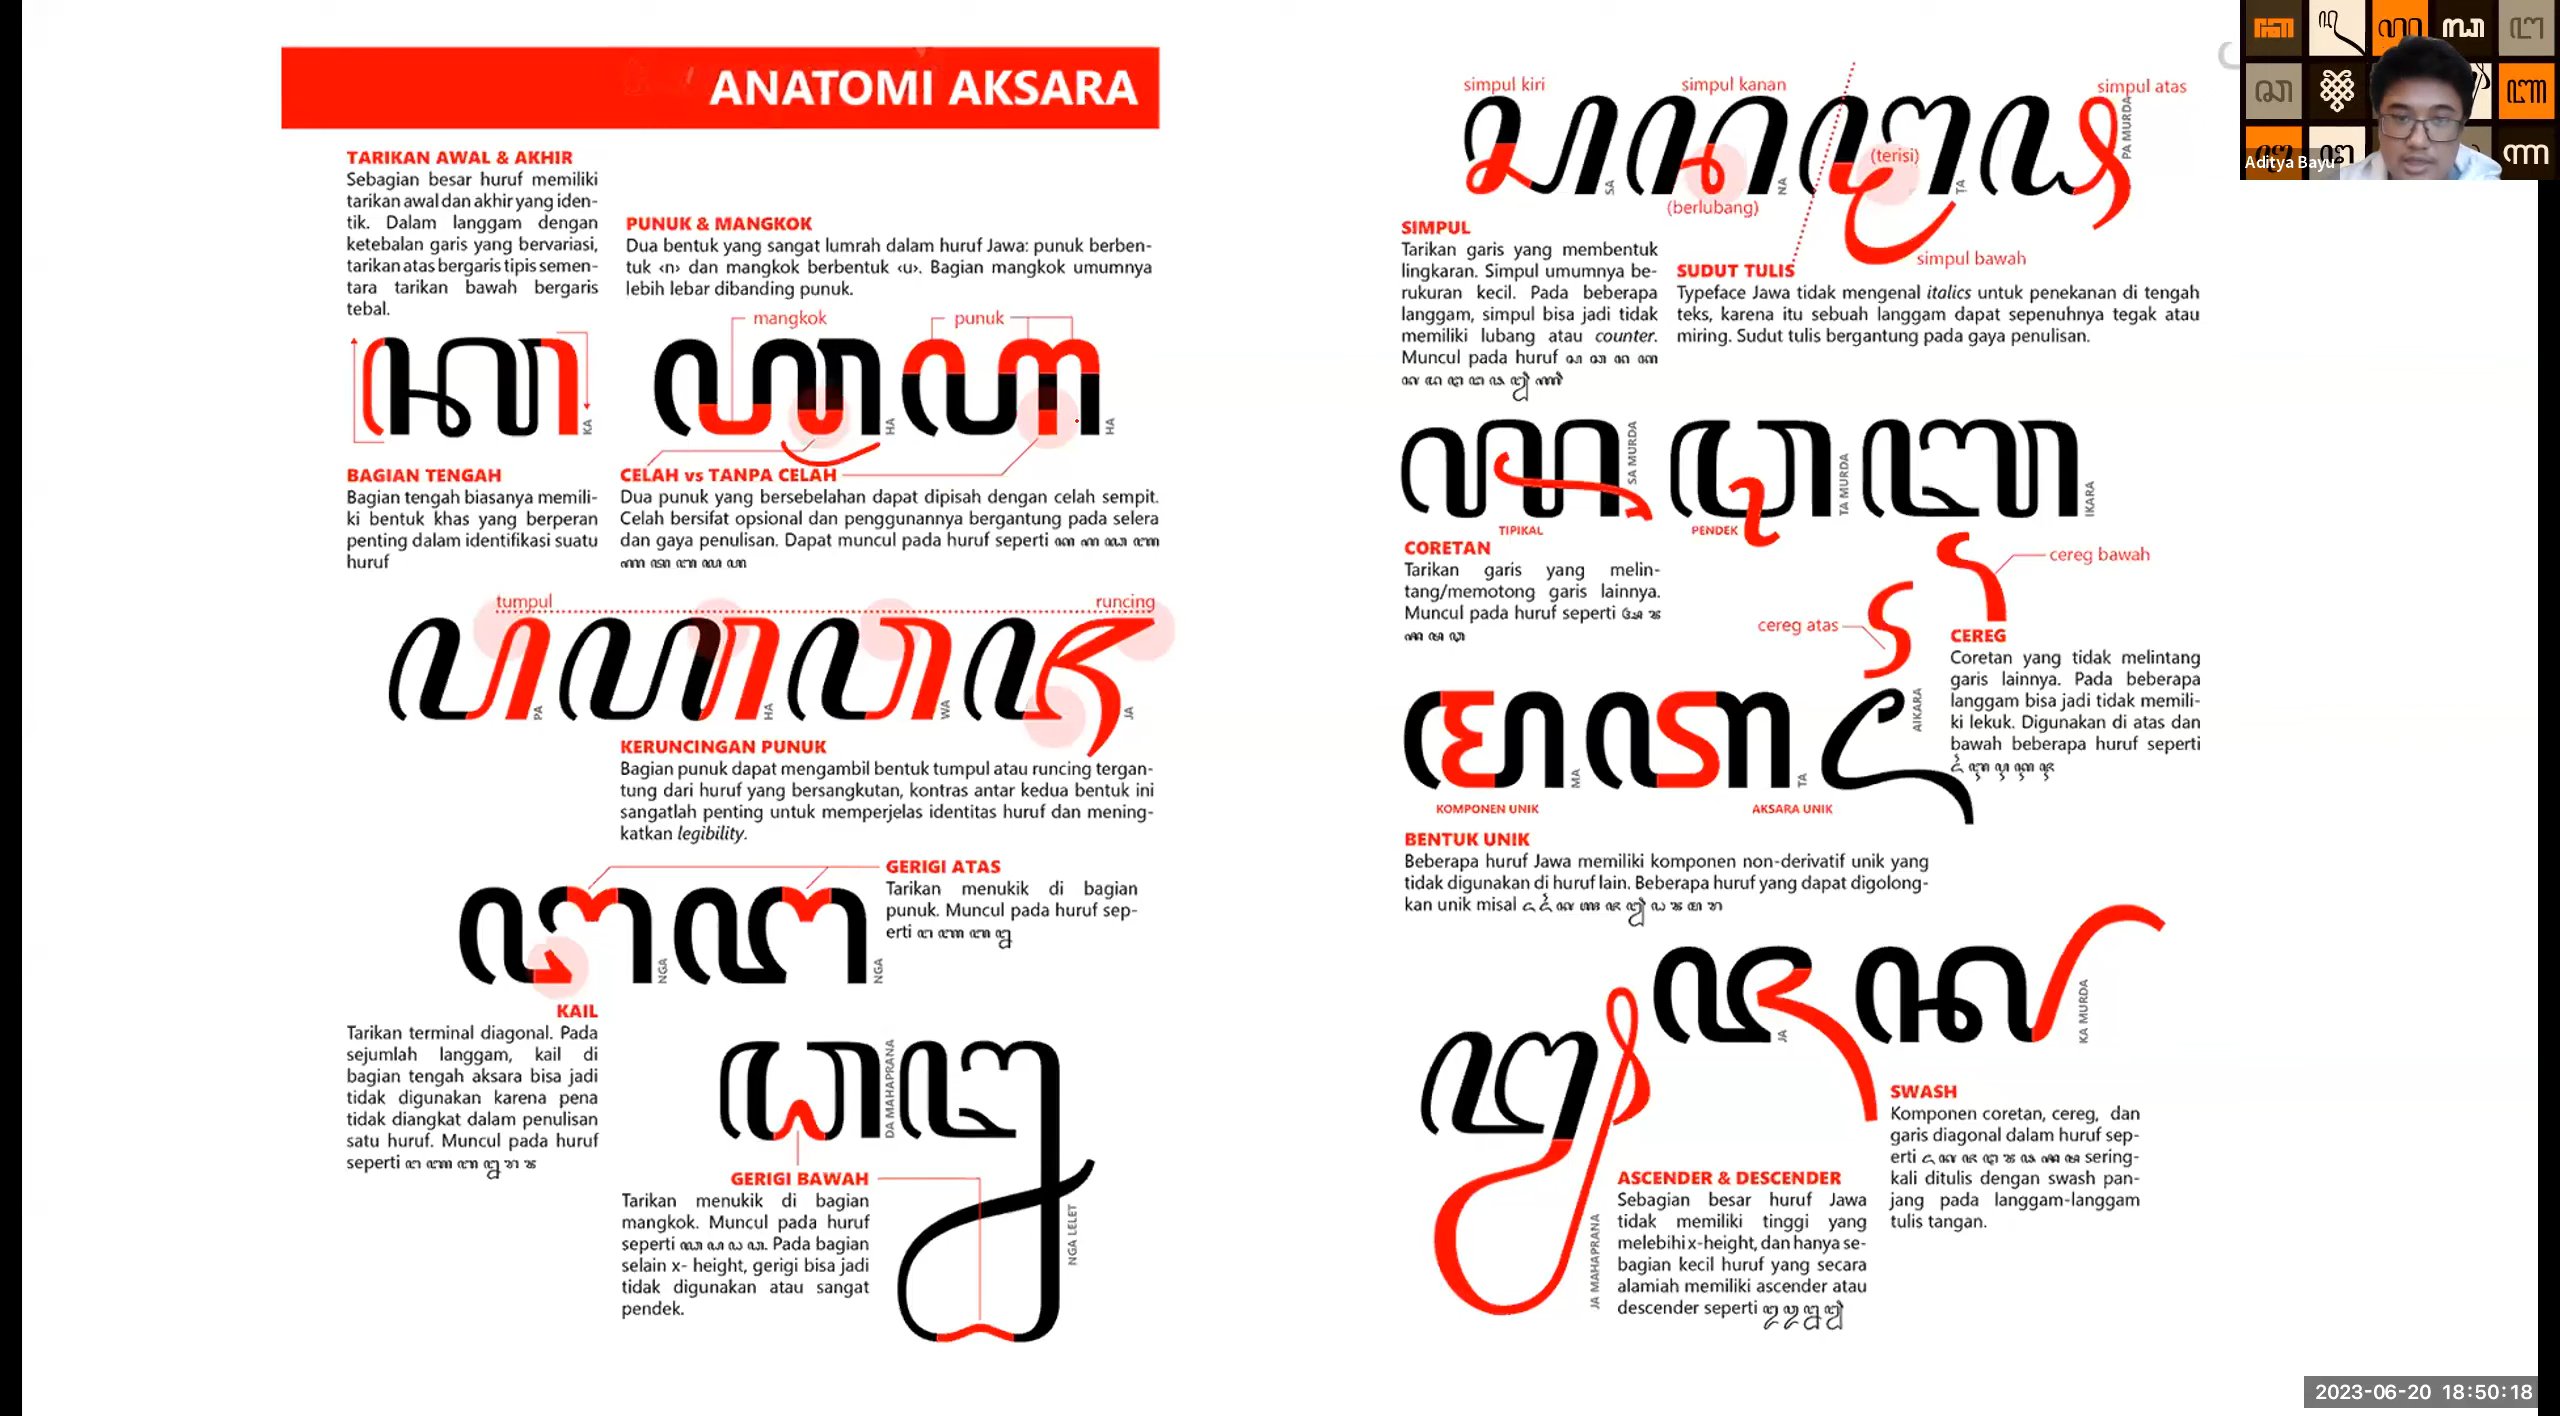 ANATOMI AKSARA
TARIKAN AWAL & AKHIR
Sebagian besar huruf memiliki
tarikan awal dan akhir yang iden-
tik. Dalam langgam dengan
ketebalan garis yang bervariasi,
tarikan atas bergaris tipis semen-
tara tarikan bawah bergaris
tebal.
KA
PUNUK & MANGKOK
Dua bentuk yang sangat lumrah dalam huruf Jawa: punuk berben-
tuk ‹n› dan mangkok berbentuk ‹u›. Bagian mangkok umumnya
lebih lebar dibanding punuk.
mangkok
punuk
HA
HA
BAGIAN TENGAH
Bagian tengah biasanya memili-
ki bentuk khas yang berperan
penting dalam identifikasi suatu
huruf
CELAH vs TANPA CELAH
Dua punuk yang bersebelahan dapat dipisah dengan celah sempit.
Celah bersifat opsional dan penggunannya bergantung pada selera
dan gaya penulisan. Dapat muncul pada huruf seperti
tumpul
runcing
PA
HA
WA
JA
KERUNCINGAN PUNUK
Bagian punuk dapat mengambil bentuk tumpul atau runcing tergan-
tung dari huruf yang bersangkutan, kontras antar kedua bentuk ini
sangatlah penting untuk memperjelas identitas huruf dan mening-
katkan legibility.
GERIGI ATAS
Tarikan menukik di bagian
punuk. Muncul pada huruf sep-
erti
NGA
NGA
KAIL
Tarikan terminal diagonal. Pada
sejumlah langgam, kail di
bagian tengah aksara bisa jadi
tidak digunakan karena pena
tidak diangkat dalam penulisan
satu huruf. Muncul pada huruf
seperti
DA MAHAPRANA
NGA LELET
GERIGI BAWAH
Tarikan menukik di bagian
mangkok. Muncul pada huruf
seperti . Pada bagian
selain x- height, gerigi bisa jadi
tidak digunakan atau sangat
pendek.
simpul kiri
simpul kanan
simpul atas
(terisi)
(berlubang)
simpul bawah
SA
NA
TA
PA MURDA
SIMPUL
Tarikan garis yang membentuk
lingkaran. Simpul umumnya be-
rukuran kecil. Pada beberapa
langgam, simpul bisa jadi tidak
memiliki lubang atau counter.
Muncul pada huruf
SUDUT TULIS
Typeface Jawa tidak mengenal italics untuk penekanan di tengah
teks, karena itu sebuah langgam dapat sepenuhnya tegak atau
miring. Sudut tulis bergantung pada gaya penulisan.
SA MURDA
TA MURDA
IKARA
TIPIKAL
PENDEK
CORETAN
Tarikan garis yang melin-
tang/memotong garis lainnya.
Muncul pada huruf seperti
cereg bawah
cereg atas
CEREG
Coretan yang tidak melintang
garis lainnya. Pada beberapa
langgam bisa jadi tidak memili-
ki lekuk. Digunakan di atas dan
bawah beberapa huruf seperti
MA
TA
AIKARA
KOMPONEN UNIK
AKSARA UNIK
BENTUK UNIK
Beberapa huruf Jawa memiliki komponen non-derivatif unik yang
tidak digunakan di huruf lain. Beberapa huruf yang dapat digolong-
kan unik misal
JA MAHAPRANA
JA
KA MURDA
ASCENDER & DESCENDER
Sebagian besar huruf Jawa
tidak memiliki tinggi yang
melebihi x-height, dan hanya se-
bagian kecil huruf yang secara
alamiah memiliki ascender atau
descender seperti
SWASH
Komponen coretan, cereg, dan
garis diagonal dalam huruf sep-
erti sering-
kali ditulis dengan swash pan-
jang pada langgam-langgam
tulis tangan.
Aditya Bayu
2023-06-20 18:50:18